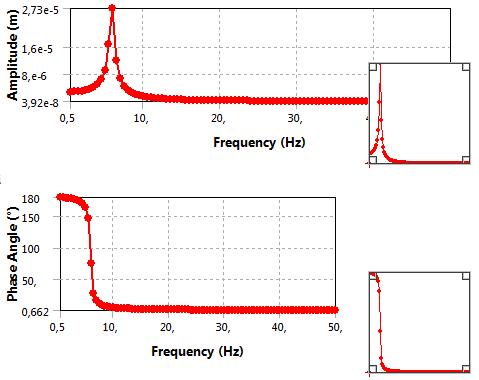 Amplitude (m)
2,73e-5
1,6e-5
8,e-6
3,92e-8
0,5
10,
20,
30,
Frequency (Hz)
Phase Angle (°)
180
150
100
50,
0,662
0,5
10,
20,
30,
40,
50,
Frequency (Hz)